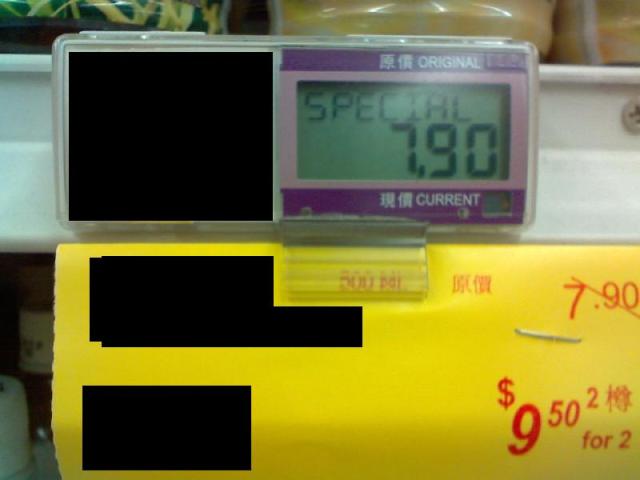 原價 ORIGINAL
SPECIAL
7.90
現價 CURRENT
500 ML 原價 7.90
$9.50 2 樽
for 2